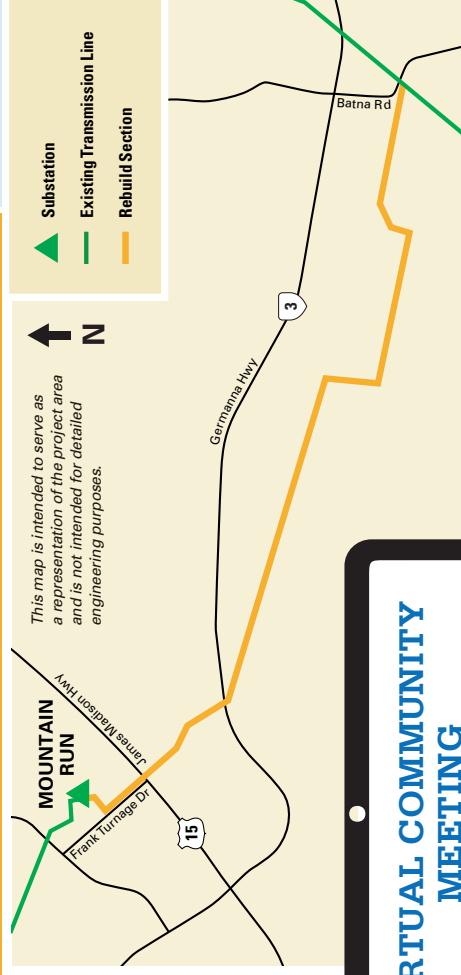 Substation
Existing Transmission Line
Rebuild Section
N
This map is intended to serve as
a representation of the project area
and is not intended for detailed
engineering purposes.
MOUNTAIN
RUN
James Madison Hwy
Frank Turnage Dr
15
Germanna Hwy
3
Batna Rd
RTUAL COMMUNITY
MEETING